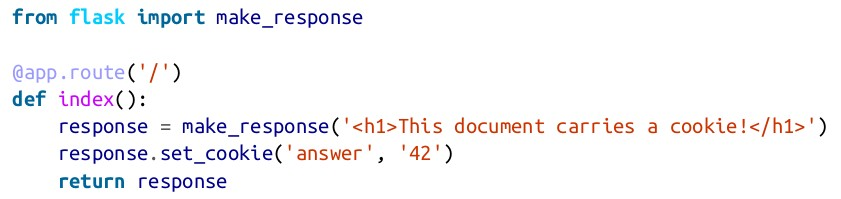 from flask import make_response
@app.route('/')
def index():
    response = make_response('<h1>This document carries a cookie!</h1>')
    response.set_cookie('answer', '42')
    return response